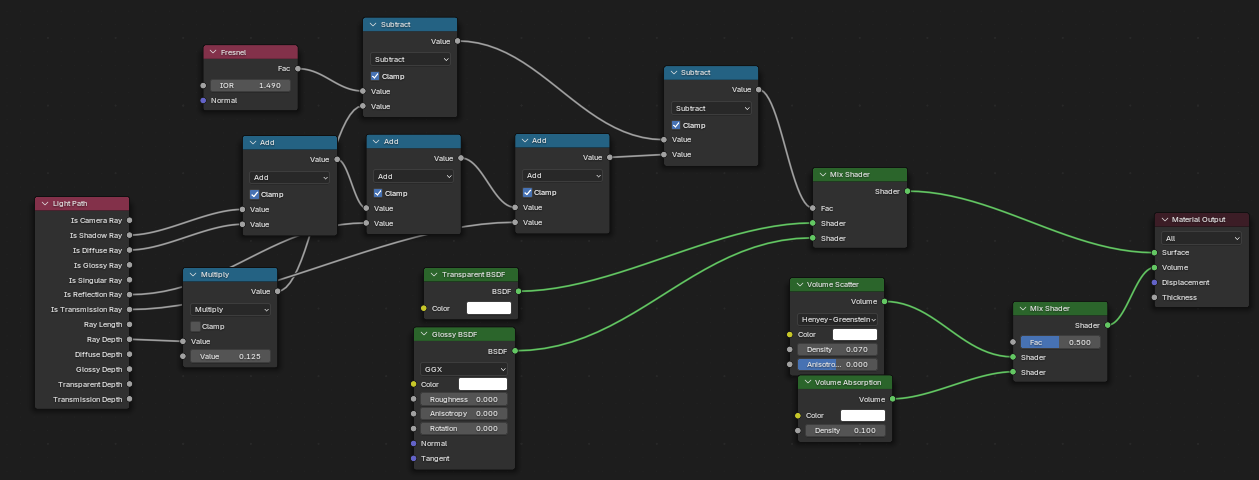 Fresnel
Fac
IOR 1.490
Normal
Subtract
Value
Subtract
Clamp
Value
Value
Subtract
Value
Subtract
Clamp
Value
Value
Add
Value
Add
Clamp
Value
Value
Add
Value
Add
Clamp
Value
Value
Add
Value
Add
Clamp
Value
Value
Light Path
Is Camera Ray
Is Shadow Ray
Is Diffuse Ray
Is Glossy Ray
Is Singular Ray
Is Reflection Ray
Is Transmission Ray
Ray Length
Ray Depth
Diffuse Depth
Glossy Depth
Transparent Depth
Transmission Depth
Multiply
Value
Multiply
Clamp
Value
Value 0.125
Transparent BSDF
BSDF
Color
Glossy BSDF
BSDF
GGX
Color
Roughness 0.000
Anisotropy 0.000
Rotation 0.000
Normal
Tangent
Mix Shader
Shader
Fac
Shader
Shader
Volume Scatter
Volume
Henyey-Greenstein
Color
Density 0.070
Anisotro... 0.000
Volume Absorption
Volume
Color
Density 0.100
Mix Shader
Shader
Fac 0.500
Shader
Shader
Material Output
All
Surface
Volume
Displacement
Thickness